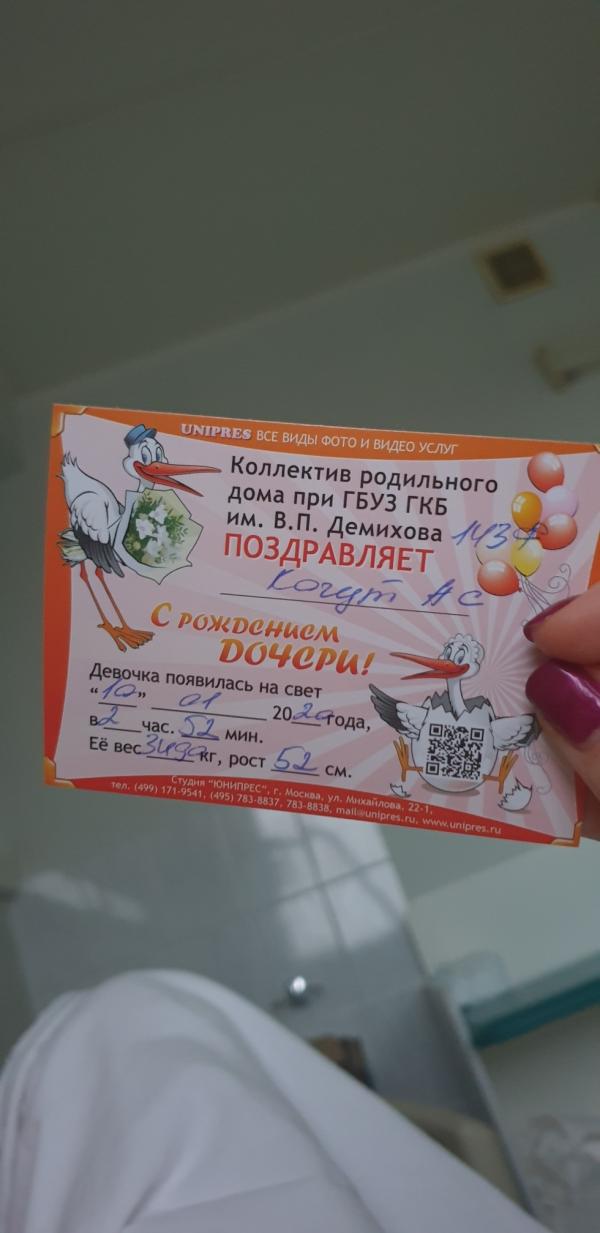 UNIPRES ВСЕ ВИДЫ ФОТО И ВИДЕО УСЛУГ
Коллектив родильного
дома при ГБУЗ ГКБ
им. В.П. Демихова
ПОЗДРАВЛЯЕТ
Кочут А С
С РОЖДЕНИЕМ
ДОЧЕРИ!
Девочка появилась на свет
"10" 01 2020 года,
в 2 час. 52 мин.
Её вес кг, рост 52 см.
Студия "ЮНИПРЕС", г. Москва, ул. Михайлова, 22-1,
тел. (499) 171-9541, (495) 783-8837, 783-8838, mail@unipres.ru, www.unipres.ru